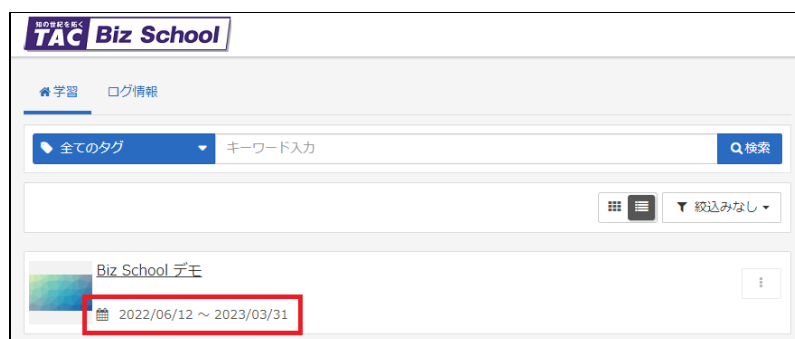 知の世紀を拓く
TAC Biz School
学習 ログ情報
全てのタグ キーワード入力 検索
絞込みなし
Biz School デモ
2022/06/12 ～ 2023/03/31